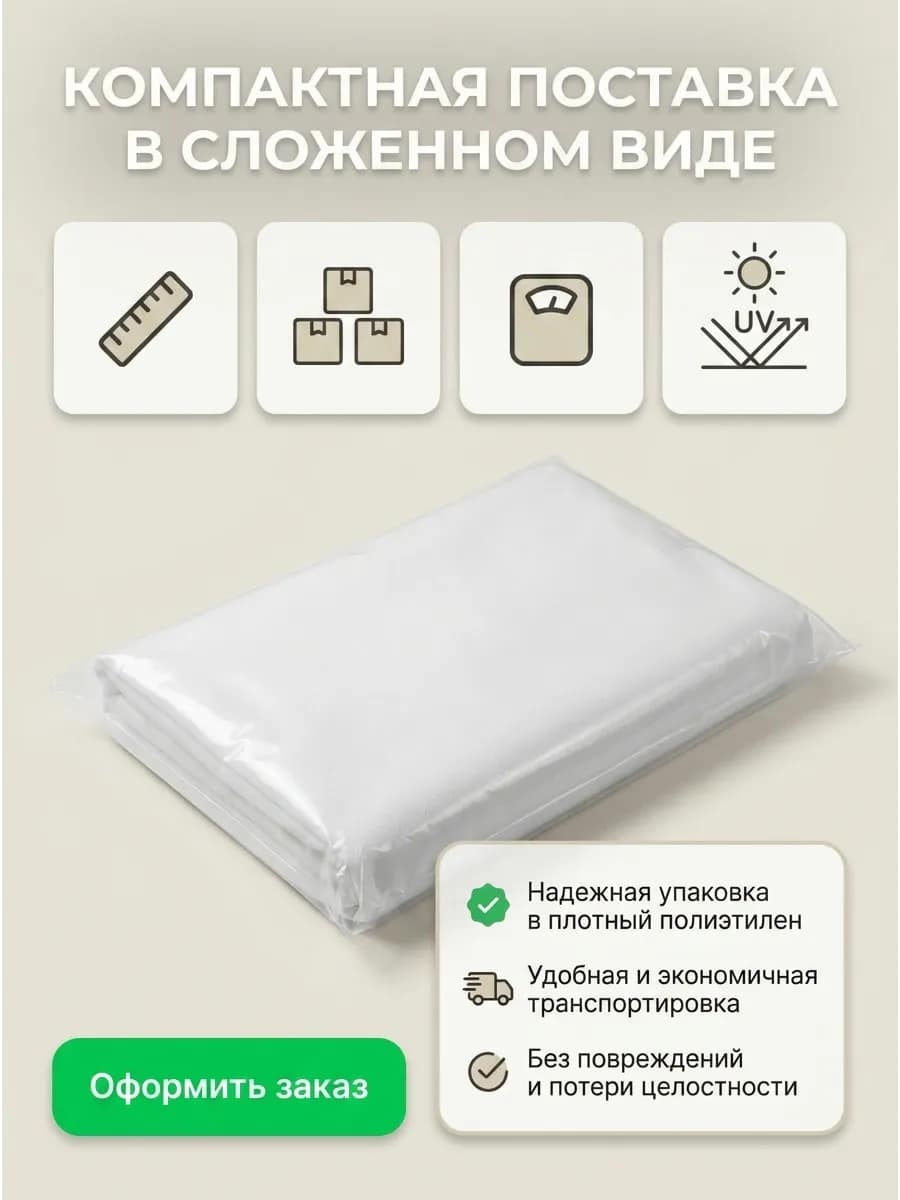 КОМПАКТНАЯ ПОСТАВКА
В СЛОЖЕННОМ ВИДЕ
UV
Надежная упаковка
в плотный полиэтилен
Удобная и экономичная
транспортировка
Без повреждений
и потери целостности
Оформить заказ